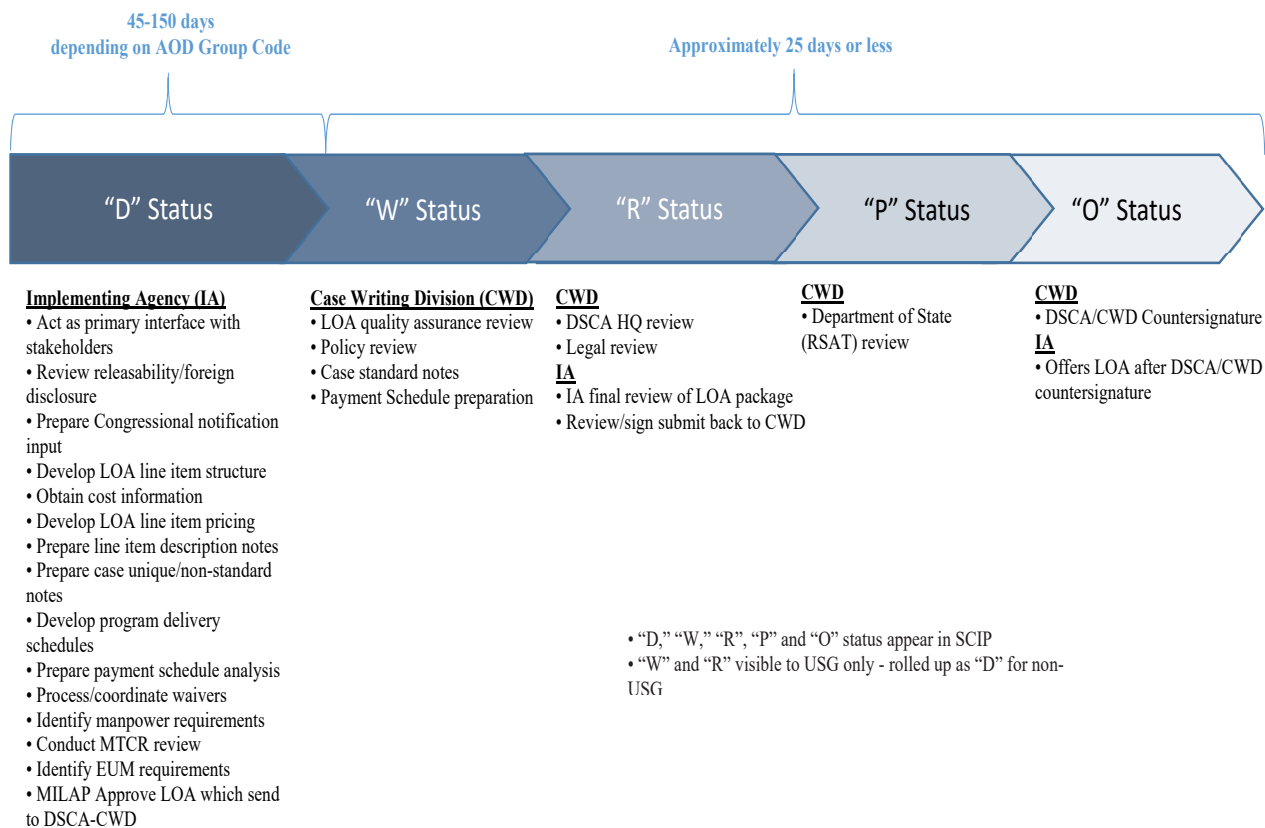 45-150 days
depending on AOD Group Code
Approximately 25 days or less
“D” Status
“W” Status
“R” Status
“P” Status
“O” Status
Implementing Agency (IA)
• Act as primary interface with
stakeholders
• Review releasability/foreign
disclosure
• Prepare Congressional notification
input
• Develop LOA line item structure
• Obtain cost information
• Develop LOA line item pricing
• Prepare line item description notes
• Prepare case unique/non-standard
notes
• Develop program delivery
schedules
• Prepare payment schedule analysis
• Process/coordinate waivers
• Identify manpower requirements
• Conduct MTCR review
• Identify EUM requirements
• MILAP Approve LOA which send
to DSCA-CWD
Case Writing Division (CWD)
• LOA quality assurance review
• Policy review
• Case standard notes
• Payment Schedule preparation
CWD
• DSCA HQ review
• Legal review
IA
• IA final review of LOA package
• Review/sign submit back to CWD
CWD
• Department of State
(RSAT) review
CWD
• DSCA/CWD Countersignature
IA
• Offers LOA after DSCA/CWD
countersignature
• “D,” “W,” “R”, “P” and “O” status appear in SCIP
• “W” and “R” visible to USG only - rolled up as “D” for non-
USG